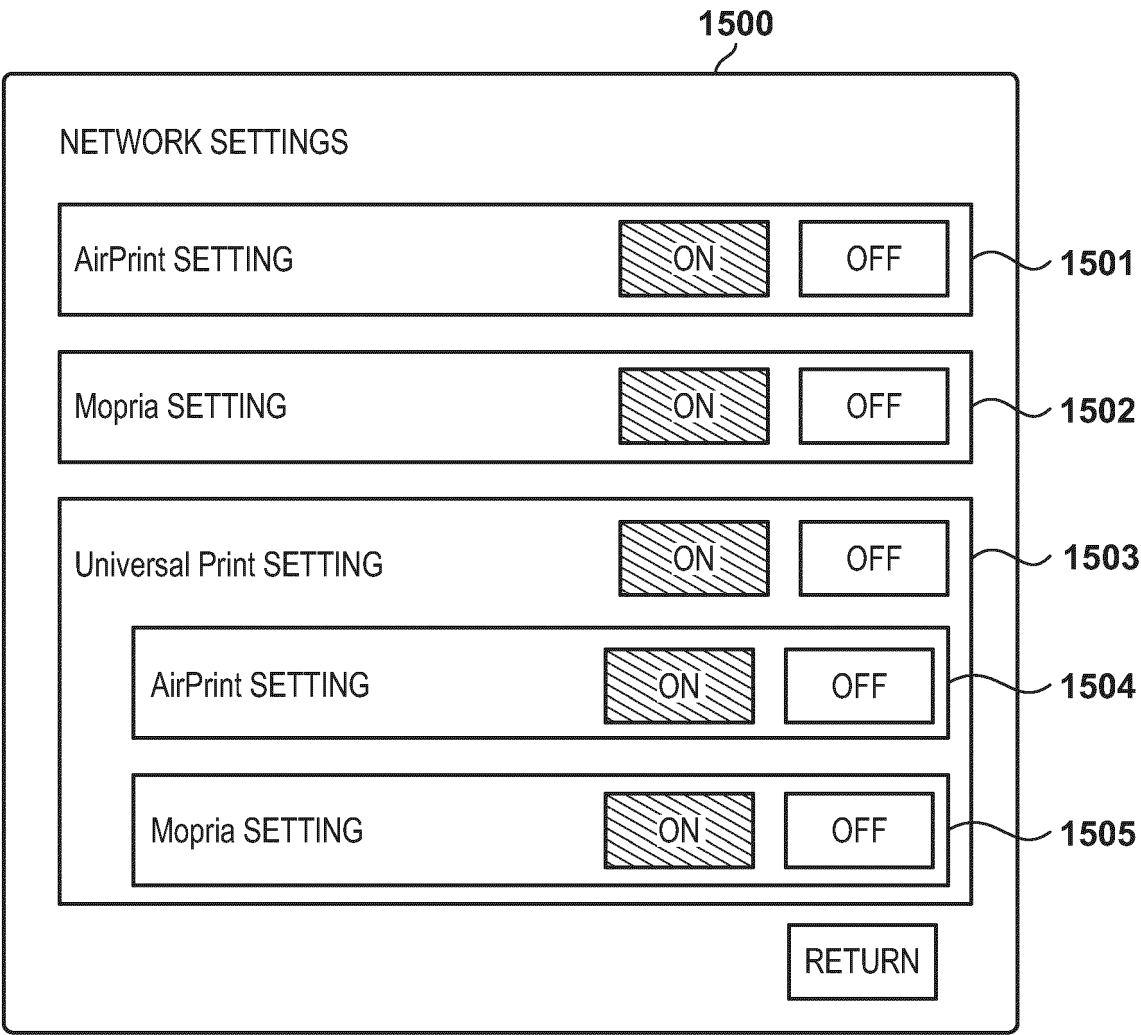 1500
NETWORK SETTINGS
AirPrint SETTING ON OFF 1501
Mopria SETTING ON OFF 1502
Universal Print SETTING ON OFF 1503
AirPrint SETTING ON OFF 1504
Mopria SETTING ON OFF 1505
RETURN